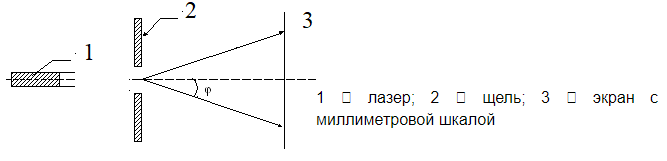 2
3
1
φ
1 □ лазер; 2 □ щель; 3 □ экран с
миллиметровой шкалой